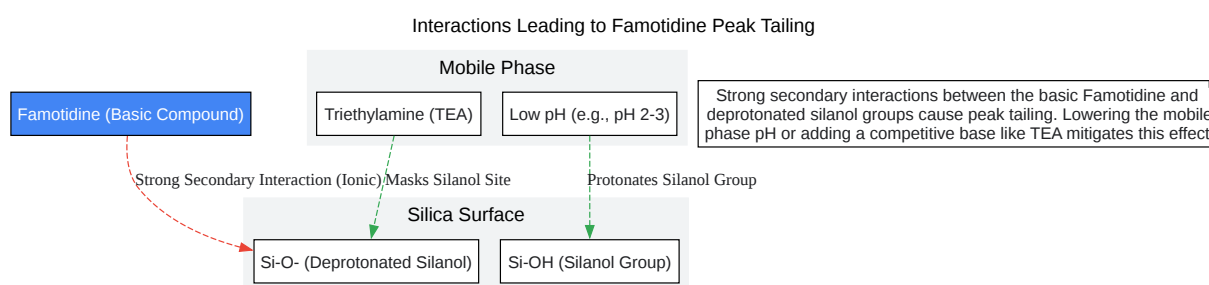 Interactions Leading to Famotidine Peak Tailing
Mobile Phase
Famotidine (Basic Compound)
Triethylamine (TEA)
Low pH (e.g., pH 2-3)
Strong secondary interactions between the basic Famotidine and
deprotonated silanol groups cause peak tailing. Lowering the mobile
phase pH or adding a competitive base like TEA mitigates this effect
Strong Secondary Interaction (Ionic)
Masks Silanol Site
Protonates Silanol Group
Silica Surface
Si-O- (Deprotonated Silanol)
Si-OH (Silanol Group)